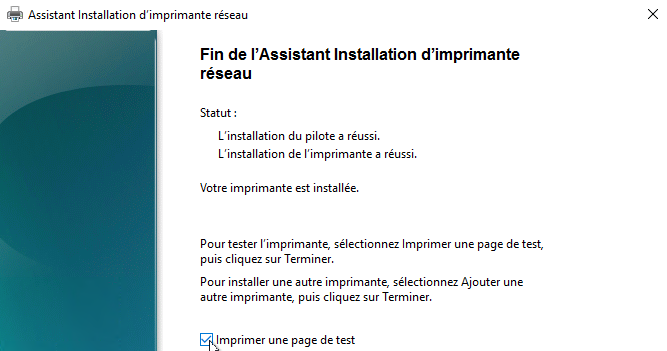 Assistant Installation d’imprimante réseau
Fin de l’Assistant Installation d’imprimante
réseau
Statut :
L’installation du pilote a réussi.
L’installation de l’imprimante a réussi.
Votre imprimante est installée.
Pour tester l’imprimante, sélectionnez Imprimer une page de test,
puis cliquez sur Terminer.
Pour installer une autre imprimante, sélectionnez Ajouter une
autre imprimante, puis cliquez sur Terminer.
Imprimer une page de test